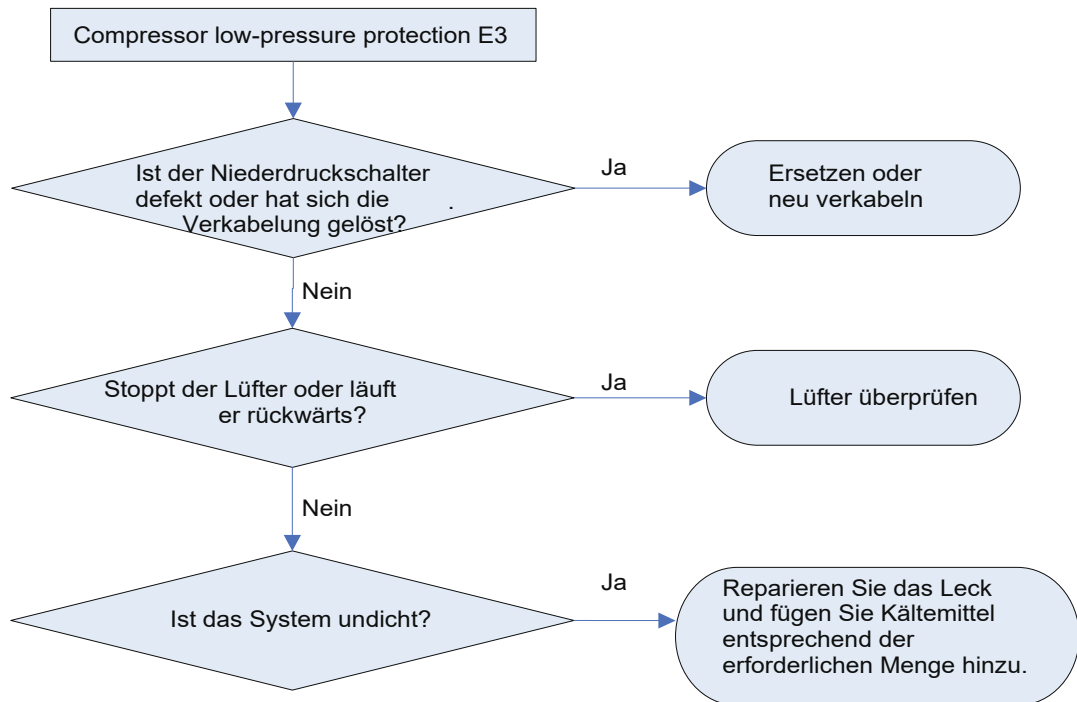 Compressor low-pressure protection E3
Ist der Niederdruckschalter
defekt oder hat sich die .
Verkabelung gelöst?
Ja
Ersetzen oder
neu verkabeln
Nein
Stoppt der Lüfter oder läuft
er rückwärts?
Ja
Lüfter überprüfen
Nein
Ist das System undicht?
Ja
Reparieren Sie das Leck
und fügen Sie Kältemittel
entsprechend der
erforderlichen Menge hinzu.